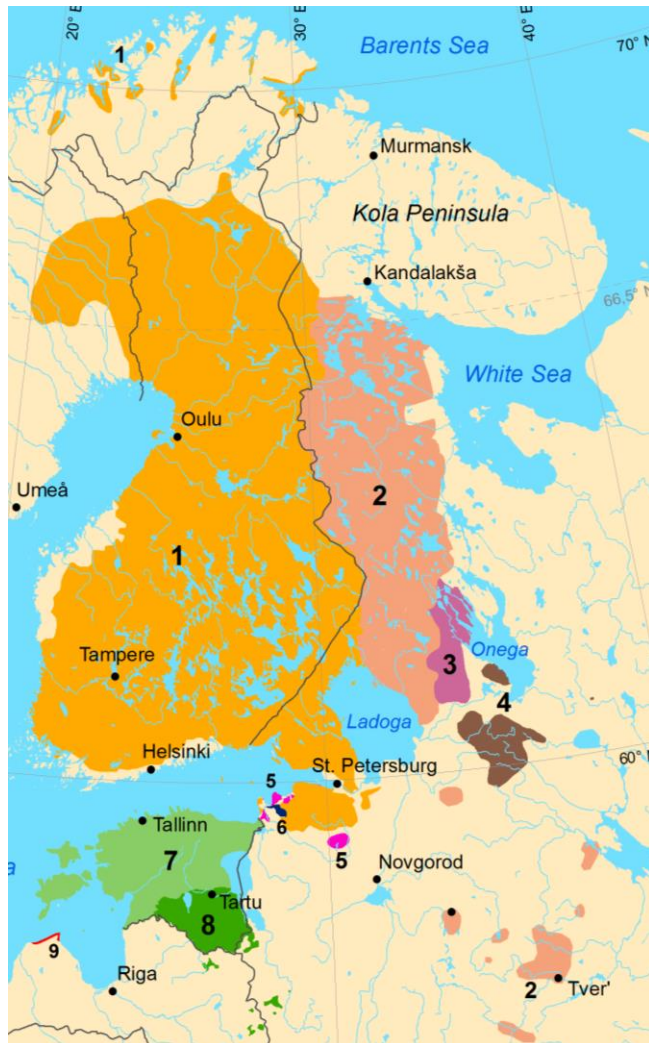 20° E
30° E
40° E
70° N
Barents Sea
1
Murmansk
Kola Peninsula
Kandalakša
66.5° N
White Sea
Oulu
2
Umeå
1
Tampere
3
Onega
4
Ladoga
Helsinki
60° E
St. Petersburg
5
6
Tallinn
5
7
Novgorod
8
Tartu
a
9
Riga
2
Tver'